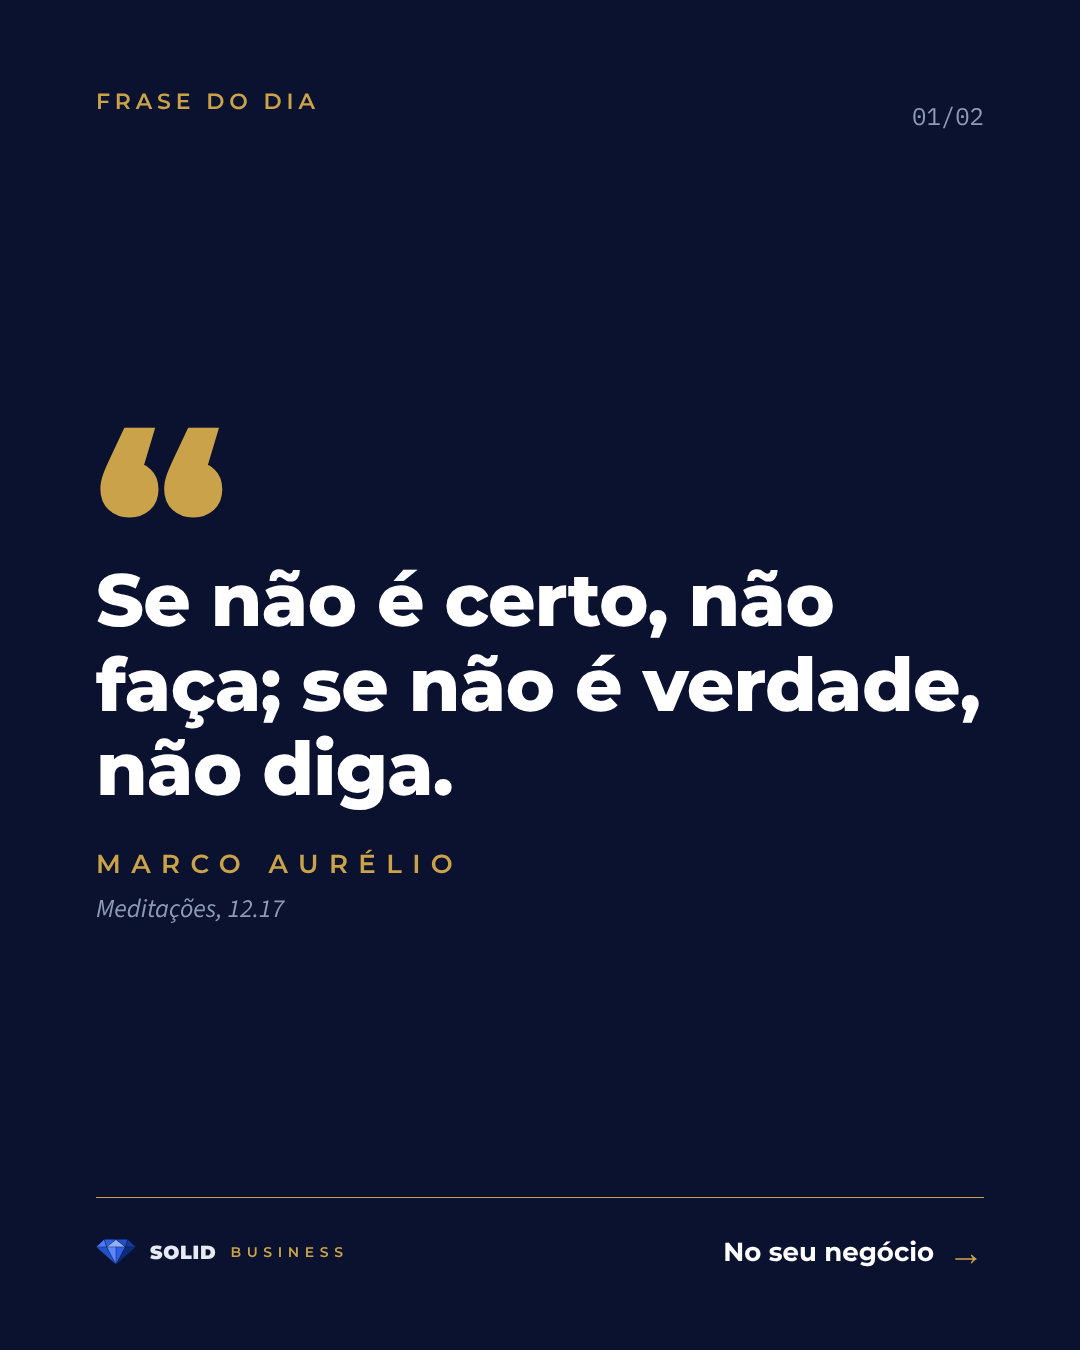 FRASE DO DIA
01/02
“
Se não é certo, não
faça; se não é verdade,
não diga.
MARCO AURÉLIO
Meditações, 12.17
SOLID BUSINESS
No seu negócio →